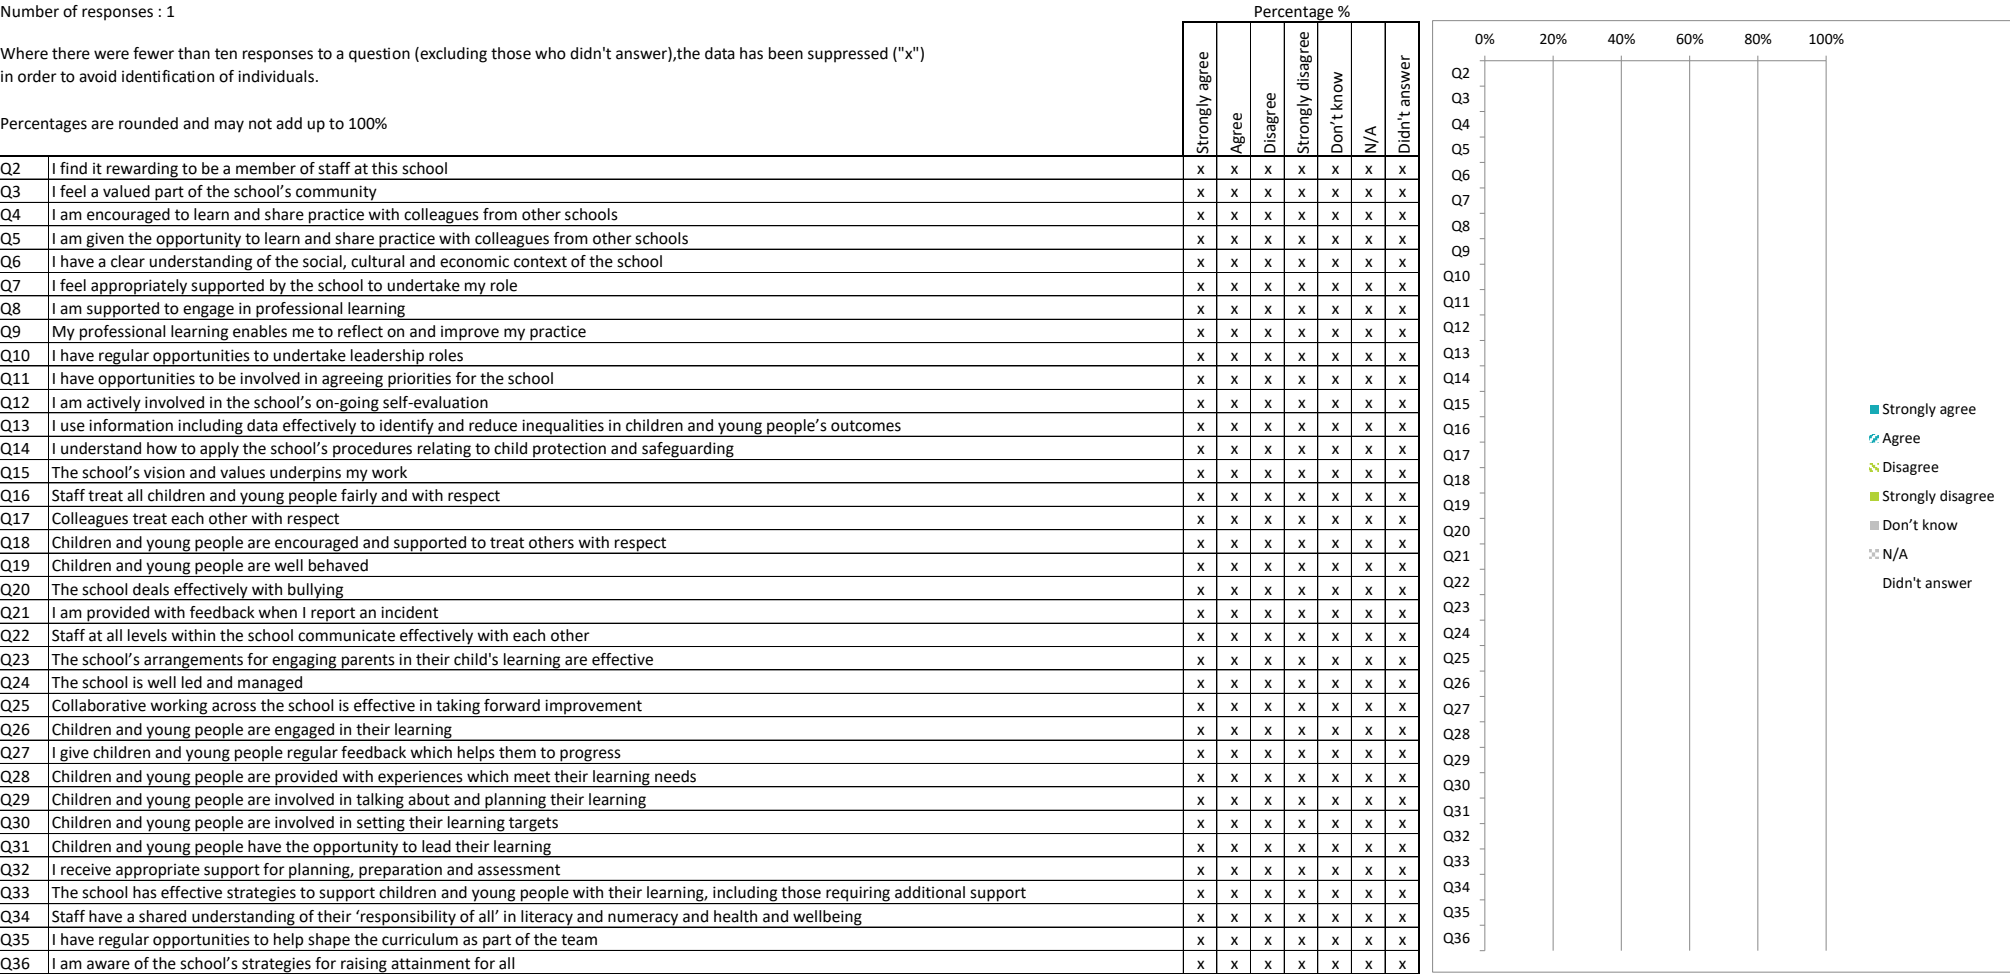 Number of responses : 1
Percentage %
Where there were fewer than ten responses to a question (excluding those who didn't answer),the data has been suppressed ("x")
in order to avoid identification of individuals.
Percentages are rounded and may not add up to 100%
Strongly agree
Agree
Disagree
Strongly disagree
Don't know
N/A
Didn't answer
Q2 I find it rewarding to be a member of staff at this school x x x x x x x
Q3 I feel a valued part of the school’s community x x x x x x x
Q4 I am encouraged to learn and share practice with colleagues from other schools x x x x x x x
Q5 I am given the opportunity to learn and share practice with colleagues from other schools x x x x x x x
Q6 I have a clear understanding of the social, cultural and economic context of the school x x x x x x x
Q7 I feel appropriately supported by the school to undertake my role x x x x x x x
Q8 I am supported to engage in professional learning x x x x x x x
Q9 My professional learning enables me to reflect on and improve my practice x x x x x x x
Q10 I have regular opportunities to undertake leadership roles x x x x x x x
Q11 I have opportunities to be involved in agreeing priorities for the school x x x x x x x
Q12 I am actively involved in the school’s on-going self-evaluation x x x x x x x
Q13 I use information including data effectively to identify and reduce inequalities in children and young people’s outcomes x x x x x x x
Q14 I understand how to apply the school’s procedures relating to child protection and safeguarding x x x x x x x
Q15 The school’s vision and values underpins my work x x x x x x x
Q16 Staff treat all children and young people fairly and with respect x x x x x x x
Q17 Colleagues treat each other with respect x x x x x x x
Q18 Children and young people are encouraged and supported to treat others with respect x x x x x x x
Q19 Children and young people are well behaved x x x x x x x
Q20 The school deals effectively with bullying x x x x x x x
Q21 I am provided with feedback when I report an incident x x x x x x x
Q22 Staff at all levels within the school communicate effectively with each other x x x x x x x
Q23 The school’s arrangements for engaging parents in their child's learning are effective x x x x x x x
Q24 The school is well led and managed x x x x x x x
Q25 Collaborative working across the school is effective in taking forward improvement x x x x x x x
Q26 Children and young people are engaged in their learning x x x x x x x
Q27 I give children and young people regular feedback which helps them to progress x x x x x x x
Q28 Children and young people are provided with experiences which meet their learning needs x x x x x x x
Q29 Children and young people are involved in talking about and planning their learning x x x x x x x
Q30 Children and young people are involved in setting their learning targets x x x x x x x
Q31 Children and young people have the opportunity to lead their learning x x x x x x x
Q32 I receive appropriate support for planning, preparation and assessment x x x x x x x
Q33 The school has effective strategies to support children and young people with their learning, including those requiring additional support x x x x x x x
Q34 Staff have a shared understanding of their ‘responsibility of all’ in literacy and numeracy and health and wellbeing x x x x x x x
Q35 I have regular opportunities to help shape the curriculum as part of the team x x x x x x x
Q36 I am aware of the school’s strategies for raising attainment for all x x x x x x x
0% 20% 40% 60% 80% 100%
Q2
Q3
Q4
Q5
Q6
Q7
Q8
Q9
Q10
Q11
Q12
Q13
Q14
Q15
Q16
Q17
Q18
Q19
Q20
Q21
Q22
Q23
Q24
Q25
Q26
Q27
Q28
Q29
Q30
Q31
Q32
Q33
Q34
Q35
Q36
Strongly agree
Agree
Disagree
Strongly disagree
Don’t know
N/A
Didn't answer